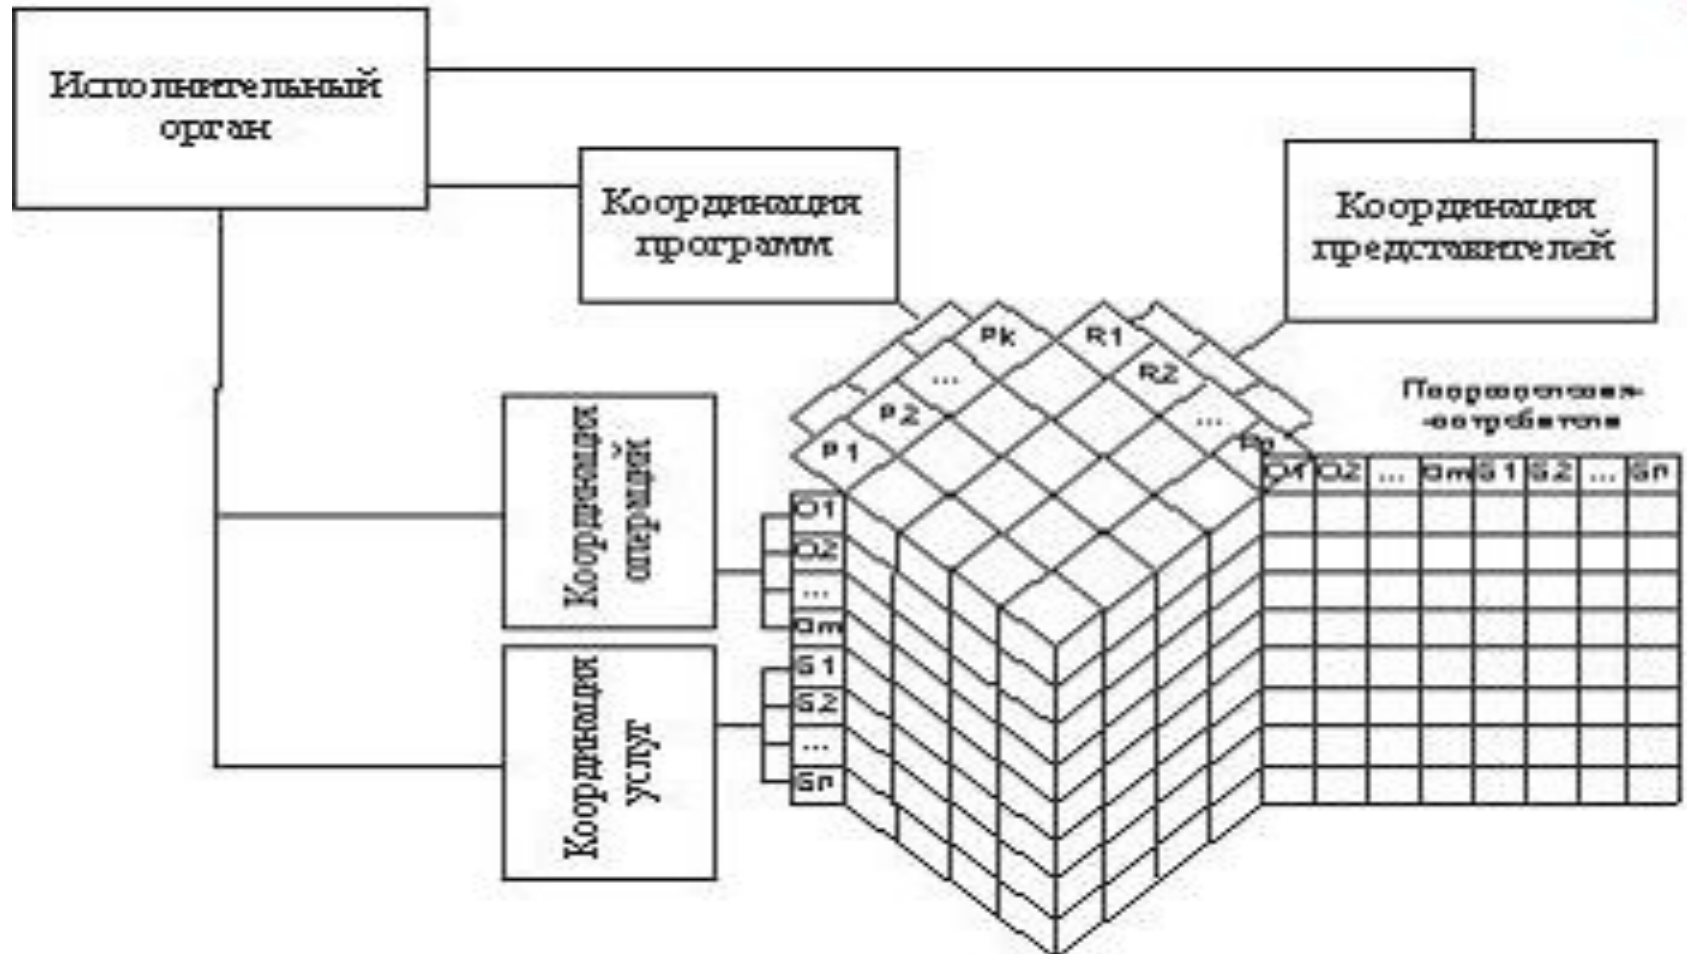 Исполнительный
орган
Координация
программ
Координация
представителей
Pk
R1
...
R2
P2
...
P1
O1 O2 ... Om S1 S2 ... Sn
Координация
операций
O1
O2
...
Om
Координация
услуг
S1
S2
...
Sn